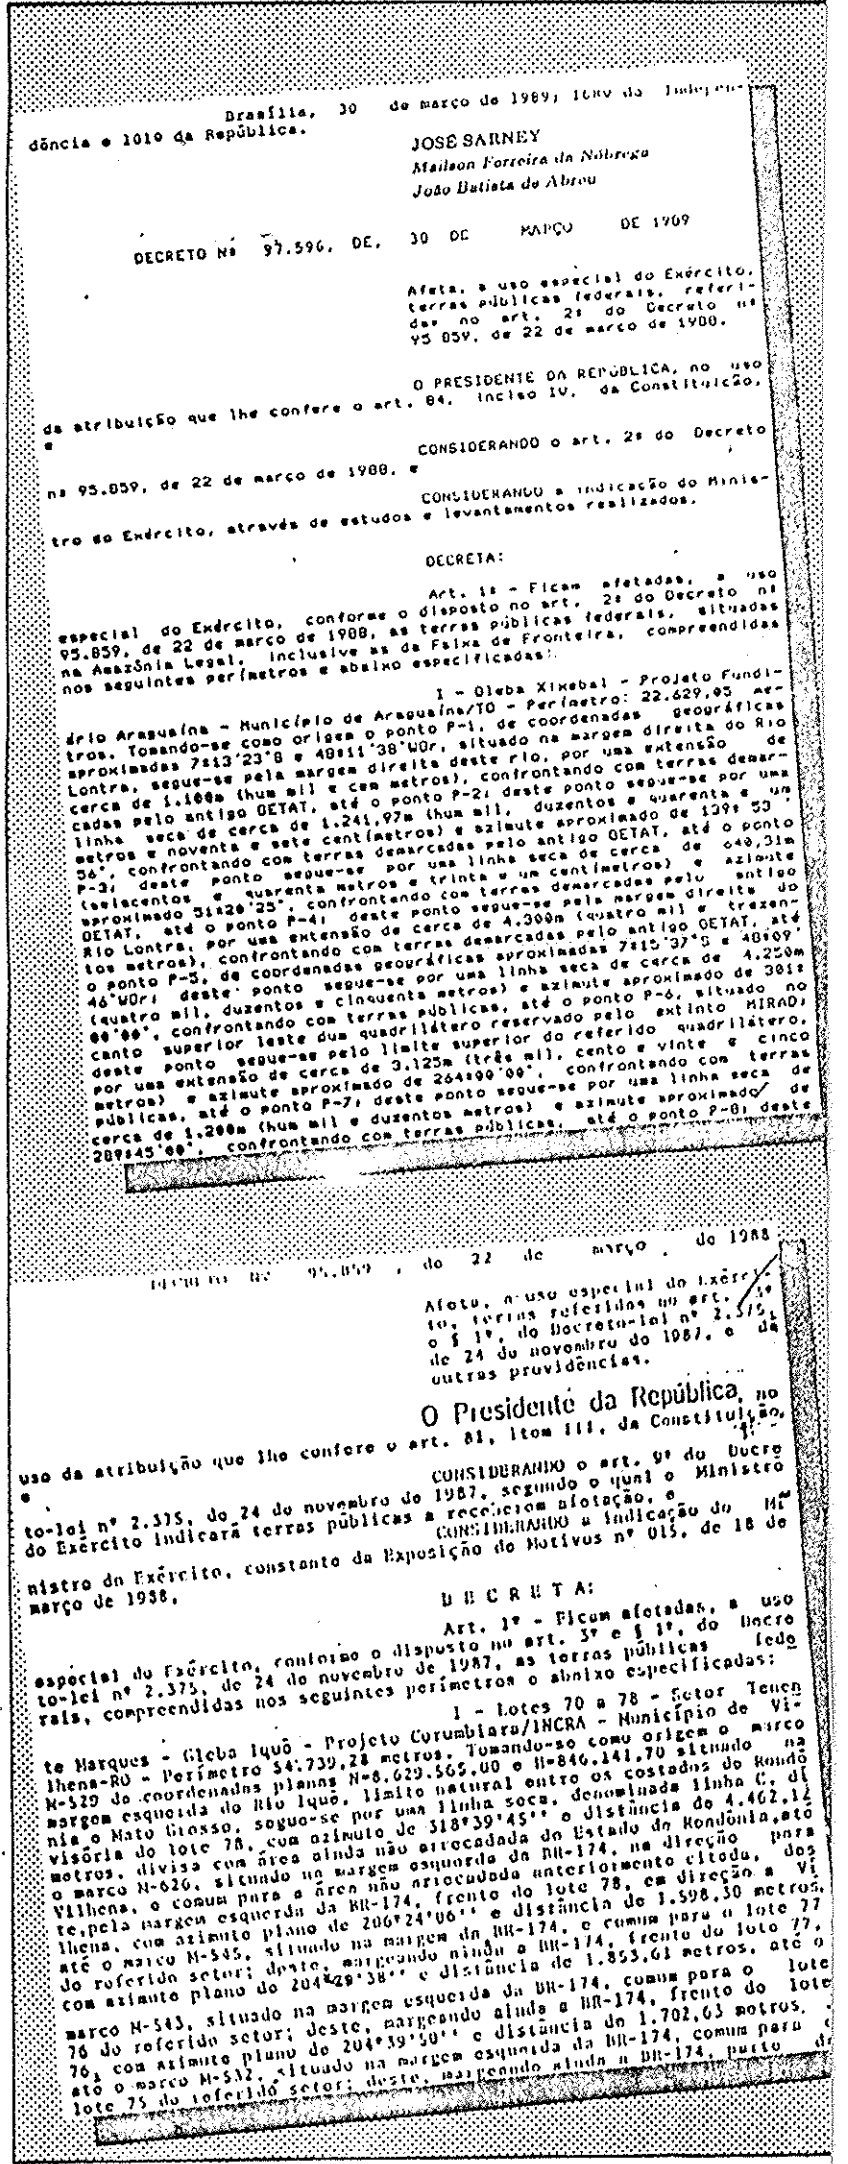 Brasília, 30 de março de 1989; 168º da Indepen-
dência e 101º da República.
JOSÉ SARNEY
Mailson Ferreira da Nóbrega
João Batista de Abreu
DECRETO Nº 97.596, DE, 30 DE MARÇO DE 1989
Afeta, a uso especial do Exército,
terras públicas federais, referi-
das no art. 2º do Decreto nº
95.859, de 22 de março de 1988.
O PRESIDENTE DA REPÚBLICA, no uso
da atribuição que lhe confere o art. 84, inciso IV, da Constituição,
e
CONSIDERANDO o art. 2º do Decreto
nº 95.859, de 22 de março de 1988, e
CONSIDERANDO a indicação do Minis-
tro do Exército, através de estudos e levantamentos realizados,
DECRETA:
Art. 1º - Ficam afetadas, a uso
especial do Exército, conforme o disposto no art. 2º do Decreto nº
95.859, de 22 de março de 1988, as terras públicas federais, situadas
na Amazônia Legal, inclusive as da Faixa de Fronteira, compreendidas
nos seguintes perímetros e abaixo especificadas:
I - Gleba Xixebal - Projeto Fundi-
ário Araguaína - Município de Araguaína/TO - Perímetro: 22.629,95 me-
tros. Tomando-se como origem o ponto P-1, de coordenadas geográficas
aproximadas 7º13'23"S e 48º11'38"WGr, situado na margem direita do Rio
Lontra, segue-se pela margem direita deste rio, por uma extensão de
cerca de 1.100m (hum mil e cem metros), confrontando com terras demar-
cadas pelo antigo GETAT, até o ponto P-2; deste ponto segue-se por uma
linha seca de cerca de 1.241,97m (hum mil, duzentos e quarenta e um
metros e noventa e sete centímetros) e azimute aproximado de 139º 53'
56", confrontando com terras demarcadas pelo antigo GETAT, até o ponto
P-3; deste ponto segue-se por uma linha seca de cerca de 640,31m
(seiscentos e quarenta metros e trinta e um centímetros) e azimute
aproximado 51º20'25", confrontando com terras demarcadas pelo antigo
GETAT, até o ponto P-4; deste ponto segue-se pela margem direita do
Rio Lontra, por uma extensão de cerca de 4.300m (quatro mil e trezen-
tos metros), confrontando com terras demarcadas pelo antigo GETAT, até
o ponto P-5, de coordenadas geográficas aproximadas 7º15'37"S e 48º09'
46"WGr; deste ponto segue-se por uma linha seca de cerca de 4.250m
(quatro mil, duzentos e cinquenta metros) e azimute aproximado de 301º
00'00", confrontando com terras públicas, até o ponto P-6, situado no
canto superior leste dum quadrilátero reservado pelo extinto MIRAD;
deste ponto segue-se pelo limite superior do referido quadrilátero,
por uma extensão de cerca de 3.125m (três mil, cento e vinte e cinco
metros) e azimute aproximado de 264º00'00", confrontando com terras
públicas, até o ponto P-7; deste ponto segue-se por uma linha seca de
cerca de 1.200m (hum mil e duzentos metros) e azimute aproximado de
289º45'00", confrontando com terras públicas, até o ponto P-8; deste
DECRETO Nº 95.859, de 22 de março de 1988
Afeta, a uso especial do Exérci-
to, terras referidas no art. 3º
e § 1º, do Decreto-lei nº 2.375,
de 24 de novembro de 1987, e dá
outras providências.
O Presidente da República, no
uso da atribuição que lhe confere o art. 81, item III, da Constituição,
e
CONSIDERANDO o art. 9º do Decre
to-lei nº 2.375, de 24 de novembro de 1987, segundo o qual o Ministro
do Exército indicará terras públicas a receberem afetação, e
CONSIDERANDO a indicação do Mi
nistro do Exército, constante da Exposição de Motivos nº 015, de 18 de
março de 1988,
D E C R E T A:
Art. 1º - Ficam afetadas, a uso
especial do Exército, conforme o disposto no art. 3º e § 1º, do Decre
to-lei nº 2.375, de 24 de novembro de 1987, as terras públicas fede
rais, compreendidas nos seguintes perímetros e abaixo especificadas:
I - Lotes 70 a 78 - Setor Tenen
te Marques - Gleba Iquê - Projeto Corumbiara/INCRA - Município de Vi-
lhena-RO - Perímetro 54.739,28 metros. Tomando-se como origem o marco
M-529 de coordenadas planas N=8.629.565,00 e E=846.141,70 situado na
margem esquerda do Rio Iquê, limite natural entre os estados de Rondô
nia e Mato Grosso, segue-se por uma linha seca, denominada linha C, di
visória do lote 78, com azimute de 318º39'45'' e distância de 4.462,12
metros, divisa com área ainda não arrecadada do Estado de Rondônia, até
o marco M-626, situado na margem esquerda da BR-174, na direção para
Vilhena, e comum para a área não arrecadada anteriormente citada, des
te, pela margem esquerda da BR-174, frente do lote 78, em direção a Vi
lhena, com azimute plano de 206º24'06'' e distância de 1.598,30 metros,
até o marco M-545, situado na margem da BR-174, e comum para o lote 77
do referido setor; deste, margeando ainda a BR-174, frente do lote 77,
com azimute plano de 204º29'38'' e distância de 1.853,61 metros, até o
marco M-543, situado na margem esquerda da BR-174, comum para o lote
76 do referido setor; deste, margeando ainda a BR-174, frente do lote
76, com azimute plano de 204º39'50'' e distância de 1.702,63 metros,
até o marco M-532, situado na margem esquerda da BR-174, comum para
lote 75 do referido setor; deste, margeando ainda a BR-174,